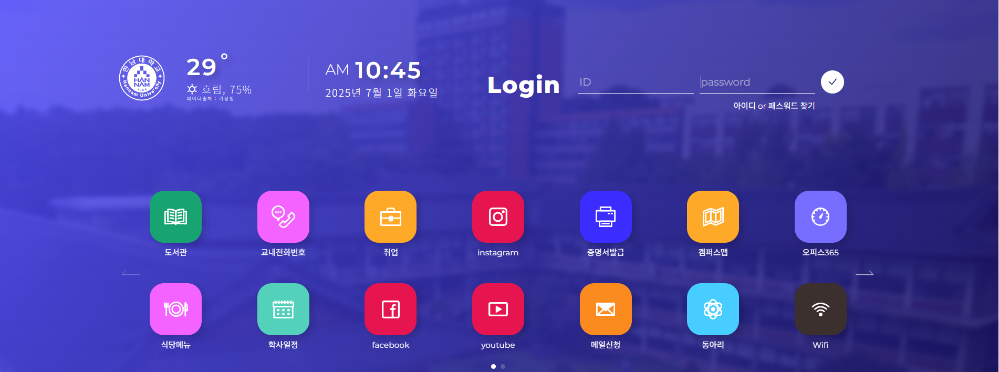 한남대학교
HAN
NAM
1956
Hannam University
29°
흐림, 75%
데이터출처 : 기상청
AM 10:45
2025년 7월 1일 화요일
Login
ID
password
아이디 or 패스워드 찾기
도서관
교내전화번호
취업
instagram
증명서발급
캠퍼스맵
오피스365
식당메뉴
학사일정
facebook
youtube
메일신청
동아리
Wifi